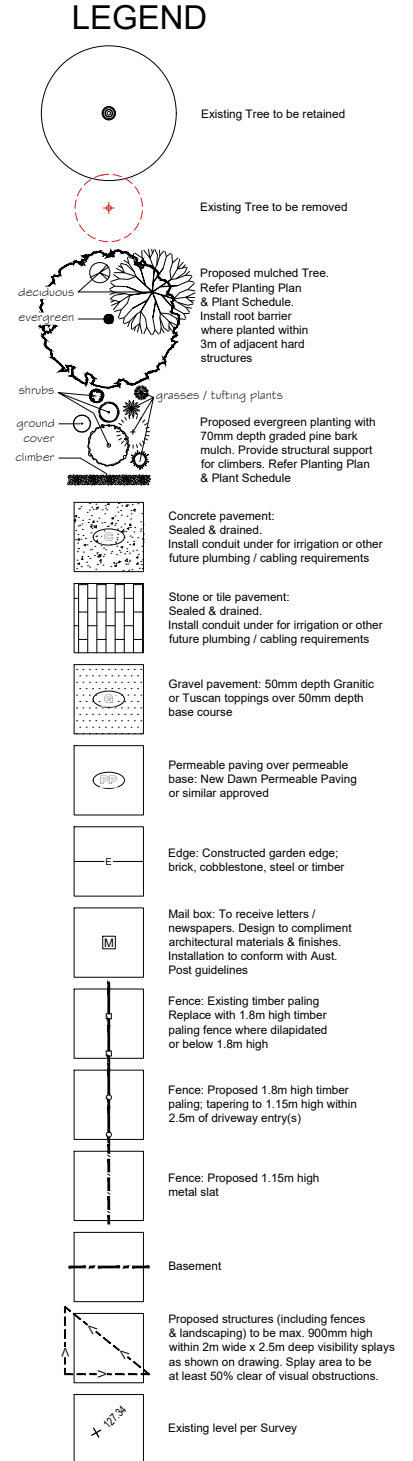 LEGEND
Existing Tree to be retained
Existing Tree to be removed
deciduous
evergreen
Proposed mulched Tree.
Refer Planting Plan
& Plant Schedule.
Install root barrier
where planted within
3m of adjacent hard
structures
shrubs
grasses / tufting plants
ground
cover
climber
Proposed evergreen planting with
70mm depth graded pine bark
mulch. Provide structural support
for climbers. Refer Planting Plan
& Plant Schedule
C
Concrete pavement:
Sealed & drained.
Install conduit under for irrigation or other
future plumbing / cabling requirements
Stone or tile pavement:
Sealed & drained.
Install conduit under for irrigation or other
future plumbing / cabling requirements
G
Gravel pavement: 50mm depth Granitic
or Tuscan toppings over 50mm depth
base course
PP
Permeable paving over permeable
base: New Dawn Permeable Paving
or similar approved
E
Edge: Constructed garden edge;
brick, cobblestone, steel or timber
M
Mail box: To receive letters /
newspapers. Design to compliment
architectural materials & finishes.
Installation to conform with Aust.
Post guidelines
Fence: Existing timber paling
Replace with 1.8m high timber
paling fence where dilapidated
or below 1.8m high
Fence: Proposed 1.8m high timber
paling; tapering to 1.15m high within
2.5m of driveway entry(s)
Fence: Proposed 1.15m high
metal slat
Basement
Proposed structures (including fences
& landscaping) to be max. 900mm high
within 2m wide x 2.5m deep visibility splays
as shown on drawing. Splay area to be
at least 50% clear of visual obstructions.
127.34
Existing level per Survey